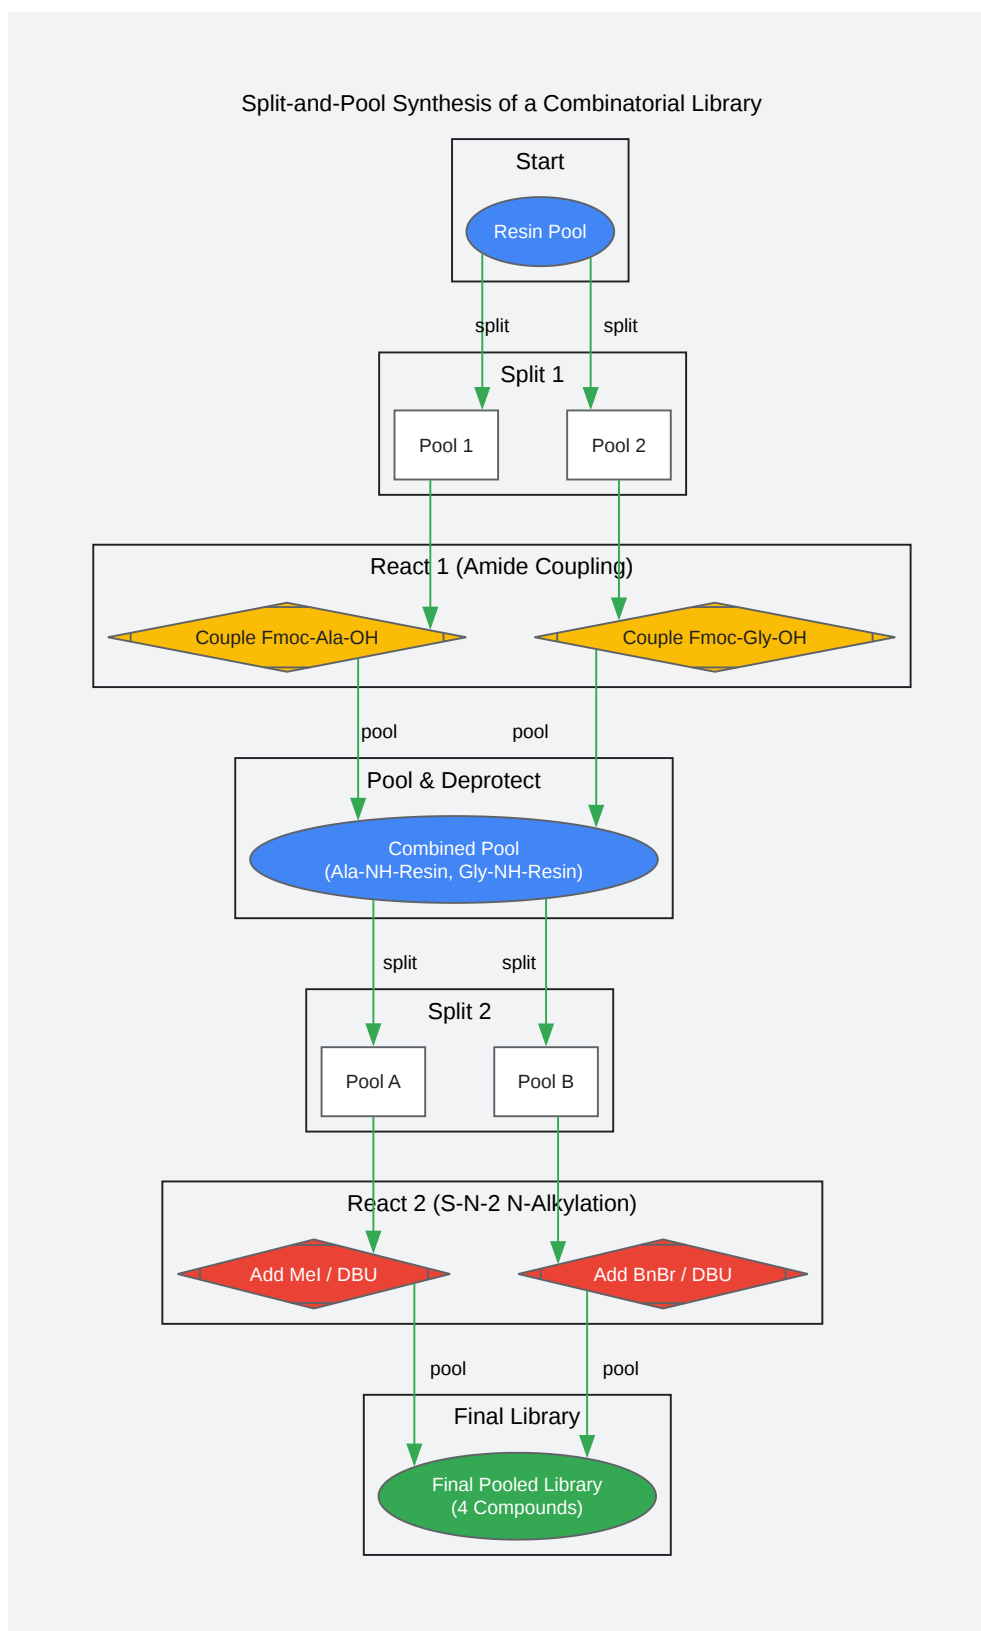 Split-and-Pool Synthesis of a Combinatorial Library
Start
Resin Pool
split
split
Split 1
Pool 1
Pool 2
React 1 (Amide Coupling)
Couple Fmoc-Ala-OH
Couple Fmoc-Gly-OH
pool
pool
Pool & Deprotect
Combined Pool
(Ala-NH-Resin, Gly-NH-Resin)
split
split
Split 2
Pool A
Pool B
React 2 (S-N-2 N-Alkylation)
Add MeI / DBU
Add BnBr / DBU
pool
pool
Final Library
Final Pooled Library
(4 Compounds)